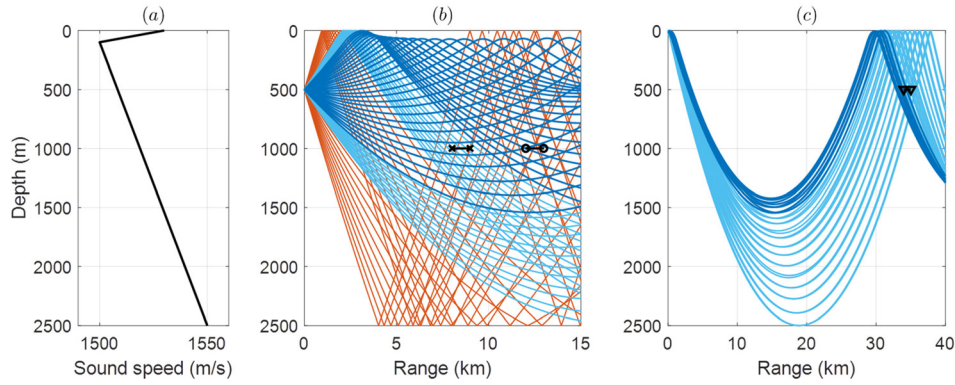 (a) (b) (c)
0 0 0
500 500 500
1000 1000 1000
1500 1500 1500
2000 2000 2000
2500 2500 2500
Depth (m)
1500 1550 0 5 10 15 0 10 20 30 40
Sound speed (m/s) Range (km) Range (km)